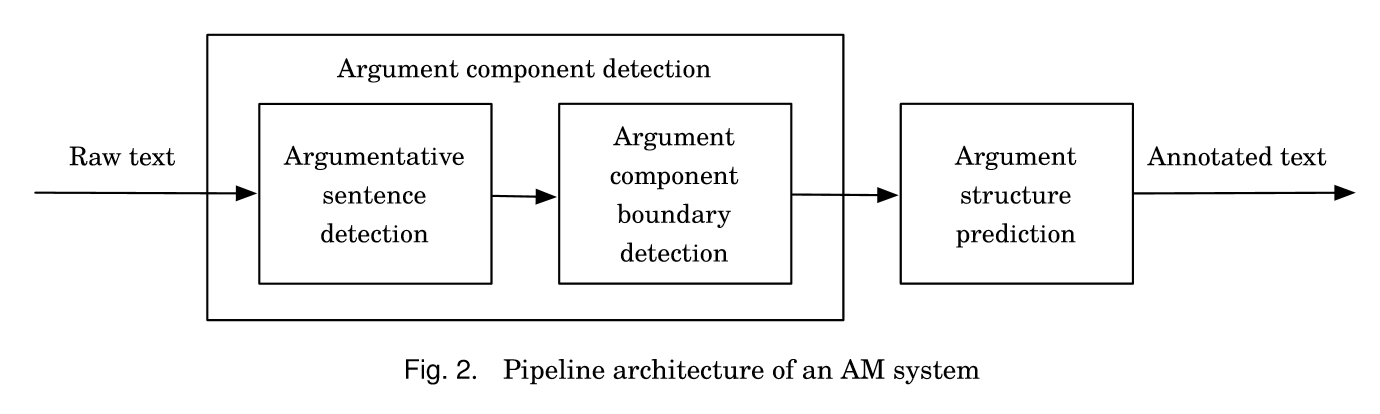 Argument component detection
Raw text
Argumentative
sentence
detection
Argument
component
boundary
detection
Argument
structure
prediction
Annotated text
Fig. 2. Pipeline architecture of an AM system